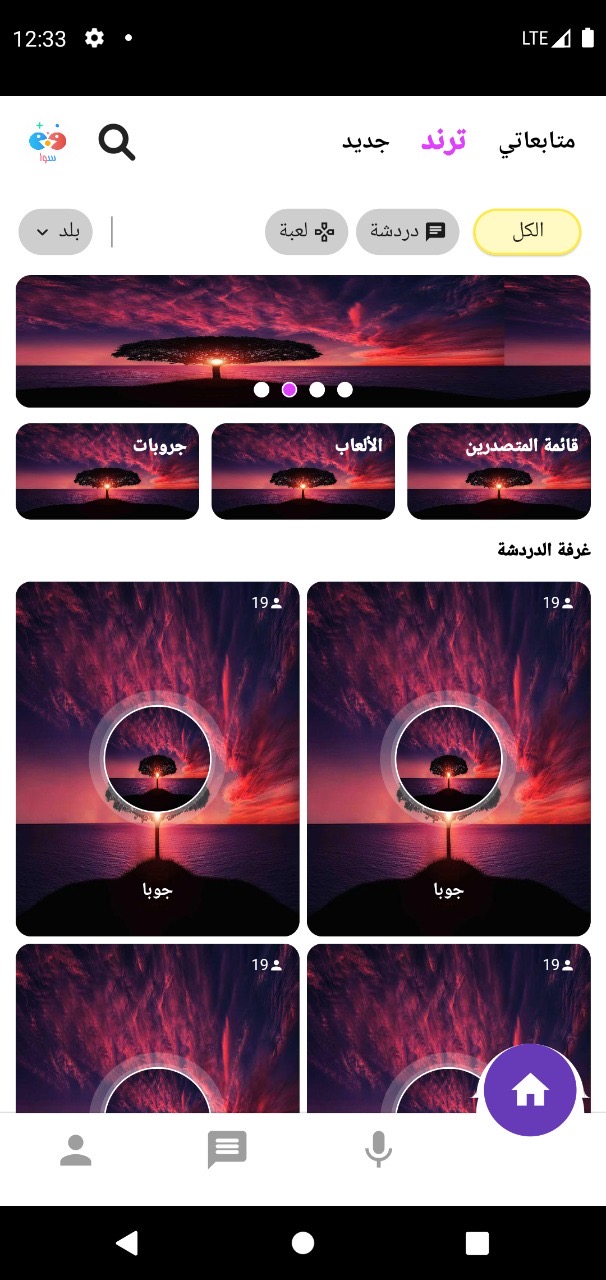 12:33 LTE
متابعاتي ترند جديد
سوا
الكل دردشة لعبة بلد
قائمة المتصدرين الألعاب جروبات
غرفة الدردشة
19 19
جوبا جوبا
19 19